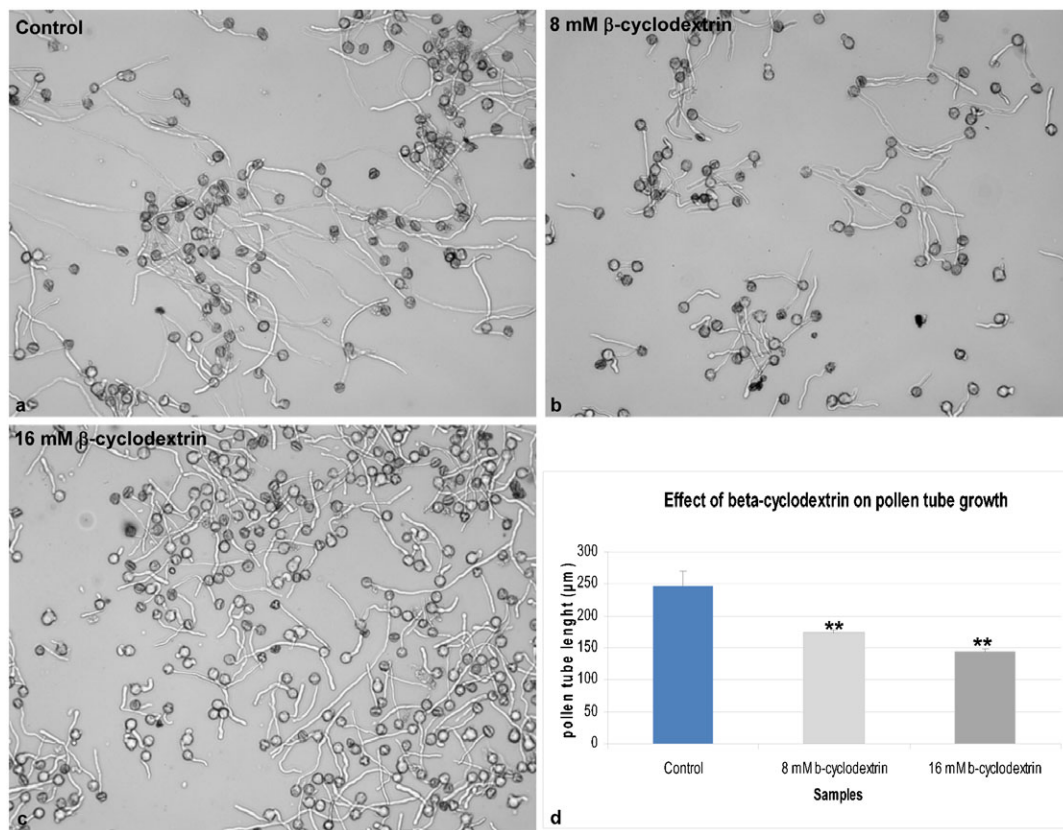 Control
a
8 mM β-cyclodextrin
b
16 mM β-cyclodextrin
c
Effect of beta-cyclodextrin on pollen tube growth
pollen tube lenght (µm)
300
250
200
150
100
50
0
**
**
Control
8 mM b-cyclodextrin
16 mM b-cyclodextrin
Samples
d